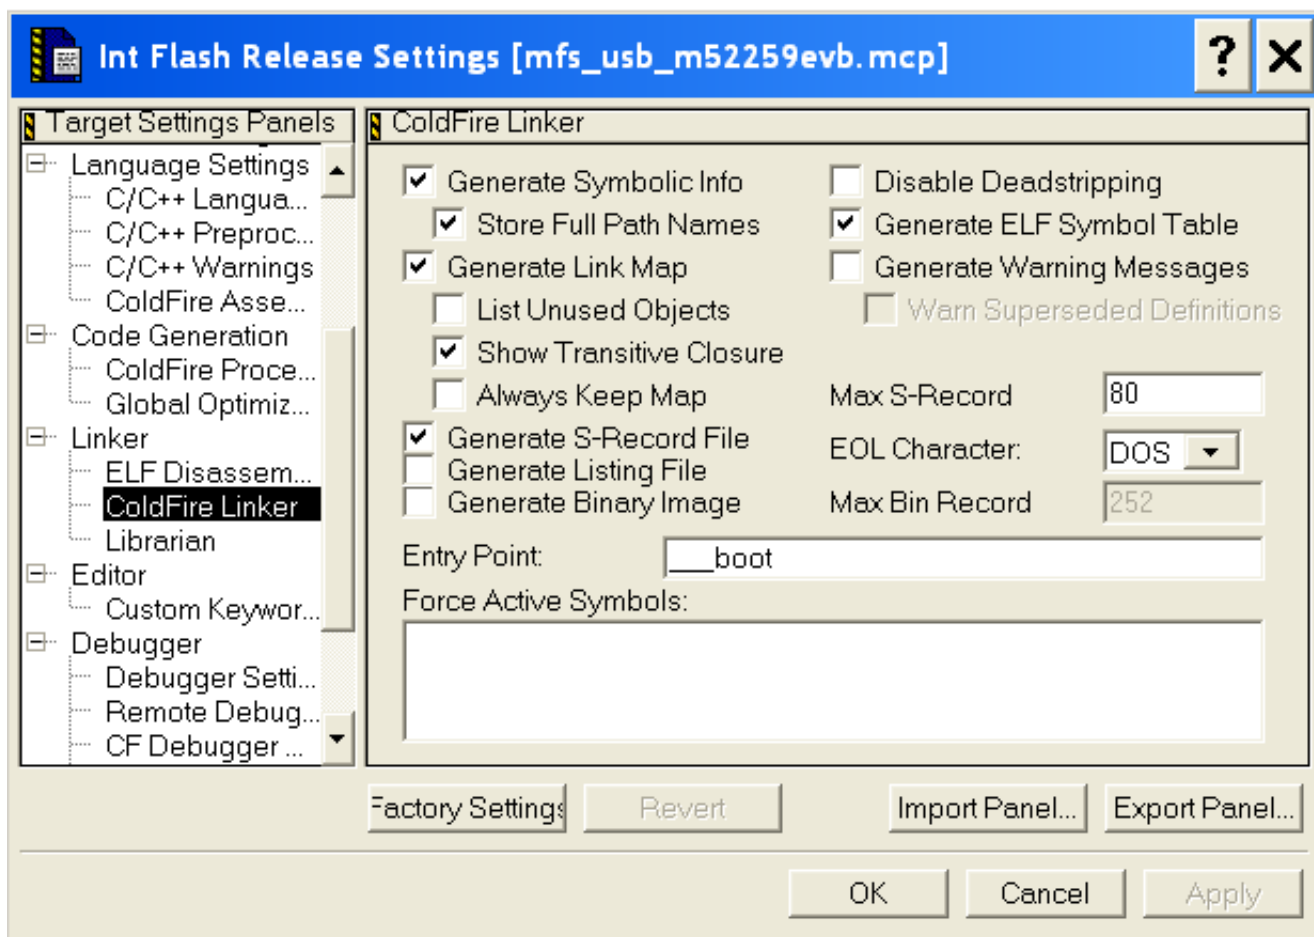 Int Flash Release Settings [mfs_usb_m52259evb.mcp]
Target Settings Panels
Language Settings
C/C++ Langua...
C/C++ Preproc...
C/C++ Warnings
ColdFire Asse...
Code Generation
ColdFire Proce...
Global Optimiz...
Linker
ELF Disassem...
ColdFire Linker
Librarian
Editor
Custom Keywor...
Debugger
Debugger Setti...
Remote Debug...
CF Debugger ...
ColdFire Linker
Generate Symbolic Info
Disable Deadstripping
Store Full Path Names
Generate ELF Symbol Table
Generate Link Map
Generate Warning Messages
List Unused Objects
Warn Superseded Definitions
Show Transitive Closure
Always Keep Map
Max S-Record 80
Generate S-Record File
EOL Character: DOS
Generate Listing File
Generate Binary Image
Max Bin Record 252
Entry Point: ___boot
Force Active Symbols:
Factory Settings Revert Import Panel... Export Panel...
OK Cancel Apply